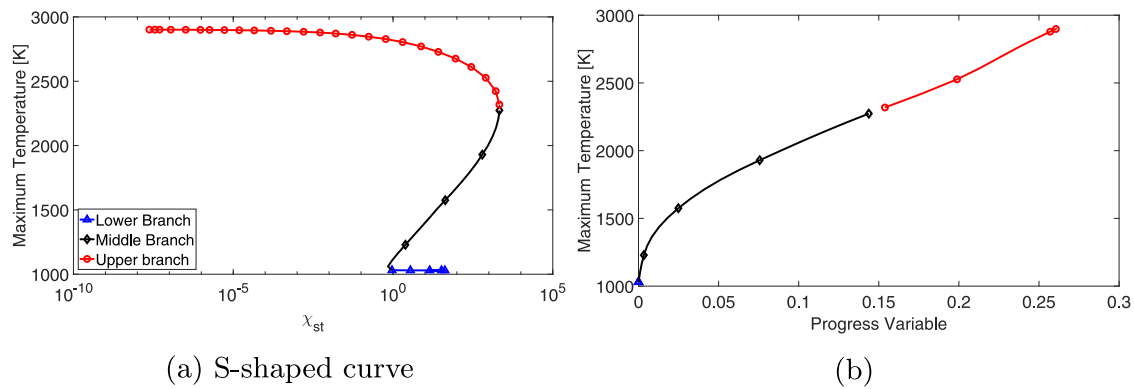 3000
2500
2000
1500
1000
Maximum Temperature [K]
Lower Branch
Middle Branch
Upper branch
10^-10
10^-5
10^0
10^5
χ_st
(a) S-shaped curve
3000
2500
2000
1500
1000
Maximum Temperature [K]
0
0.05
0.1
0.15
0.2
0.25
0.3
Progress Variable
(b)